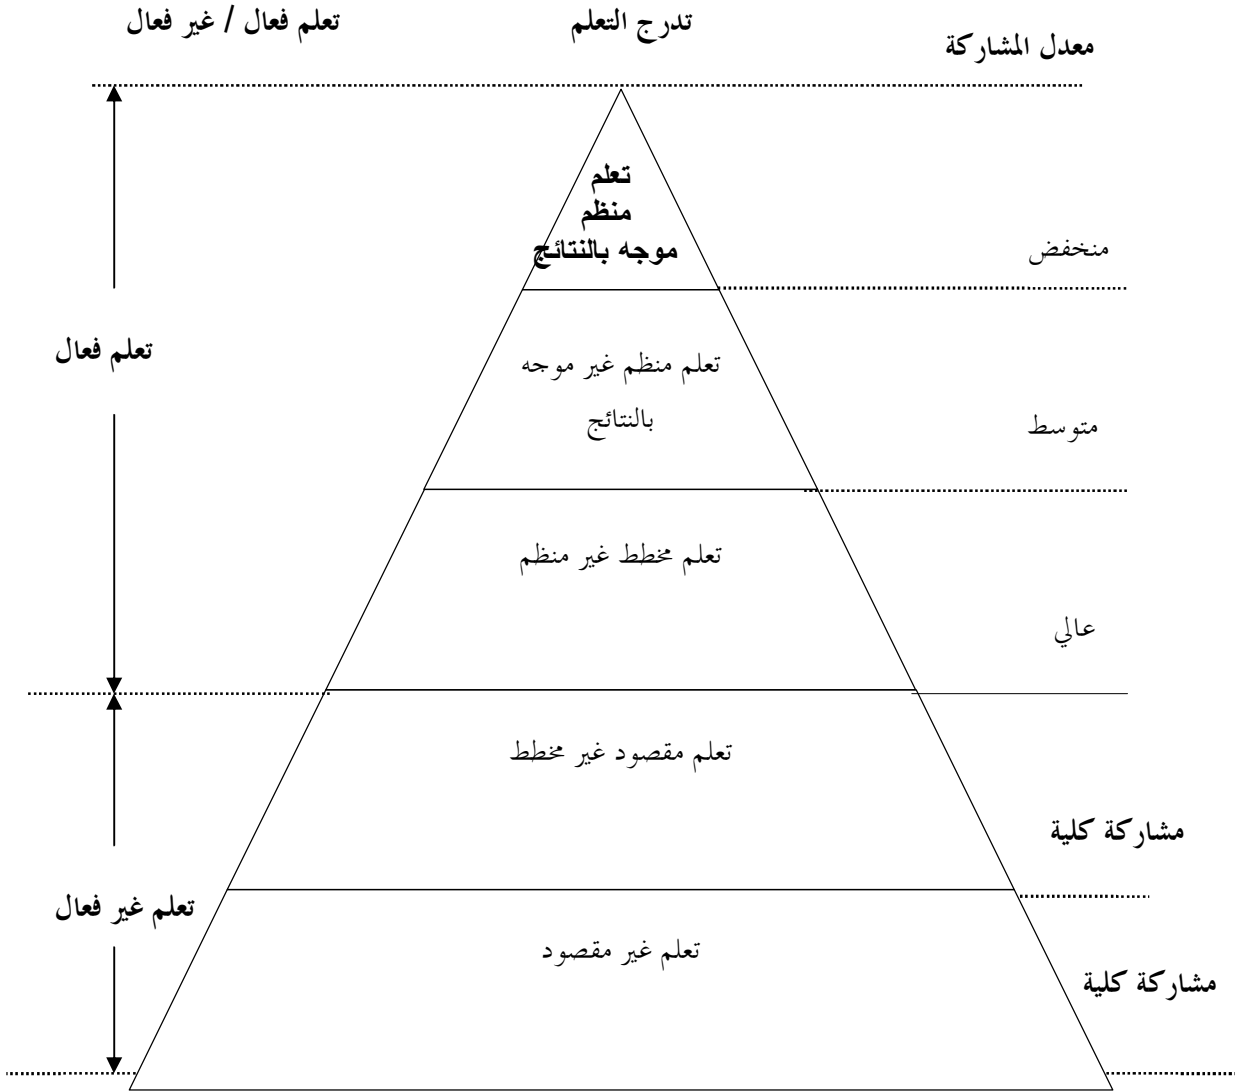 معدل المشاركة
تدرج التعلم
تعلم فعال / غير فعال
تعلم
منظم
موجه بالنتائج
منخفض
تعلم منظم غير موجه
بالنتائج
متوسط
تعلم فعال
تعلم مخطط غير منظم
عالي
تعلم مقصود غير مخطط
مشاركة كلية
تعلم غير فعال
تعلم غير مقصود
مشاركة كلية